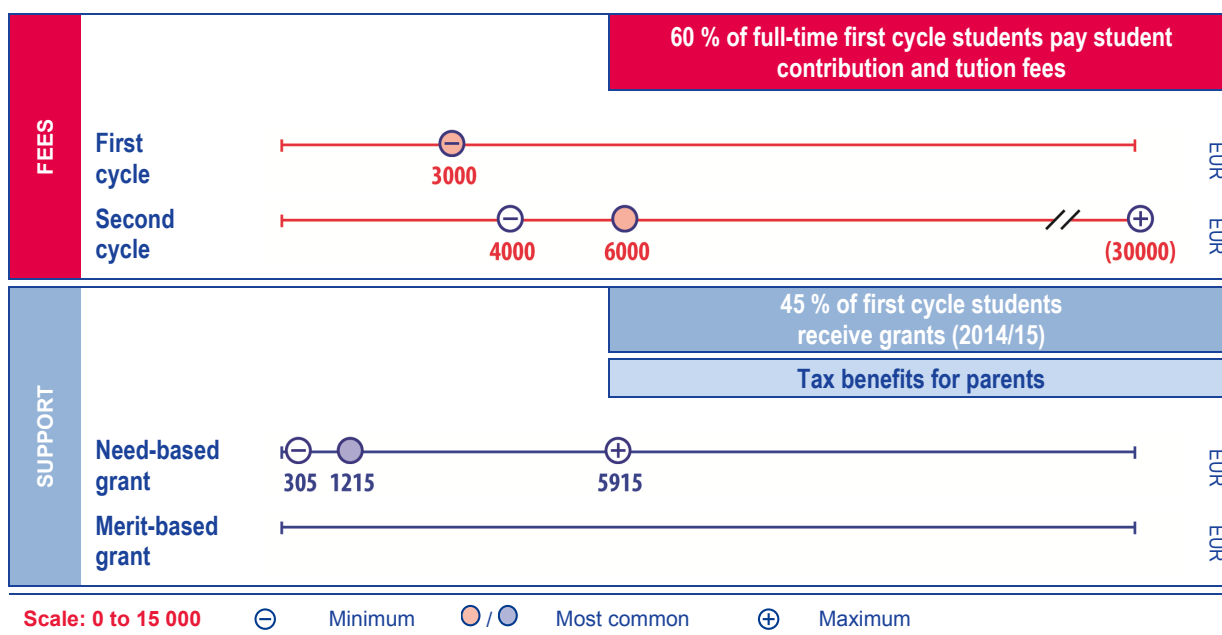 60 % of full-time first cycle students pay student
contribution and tution fees
FEES
First
cycle
3000
EUR
Second
cycle
4000
6000
(30000)
EUR
45 % of first cycle students
receive grants (2014/15)
Tax benefits for parents
SUPPORT
Need-based
grant
305
1215
5915
EUR
Merit-based
grant
EUR
Scale: 0 to 15 000
Minimum
/
Most common
Maximum